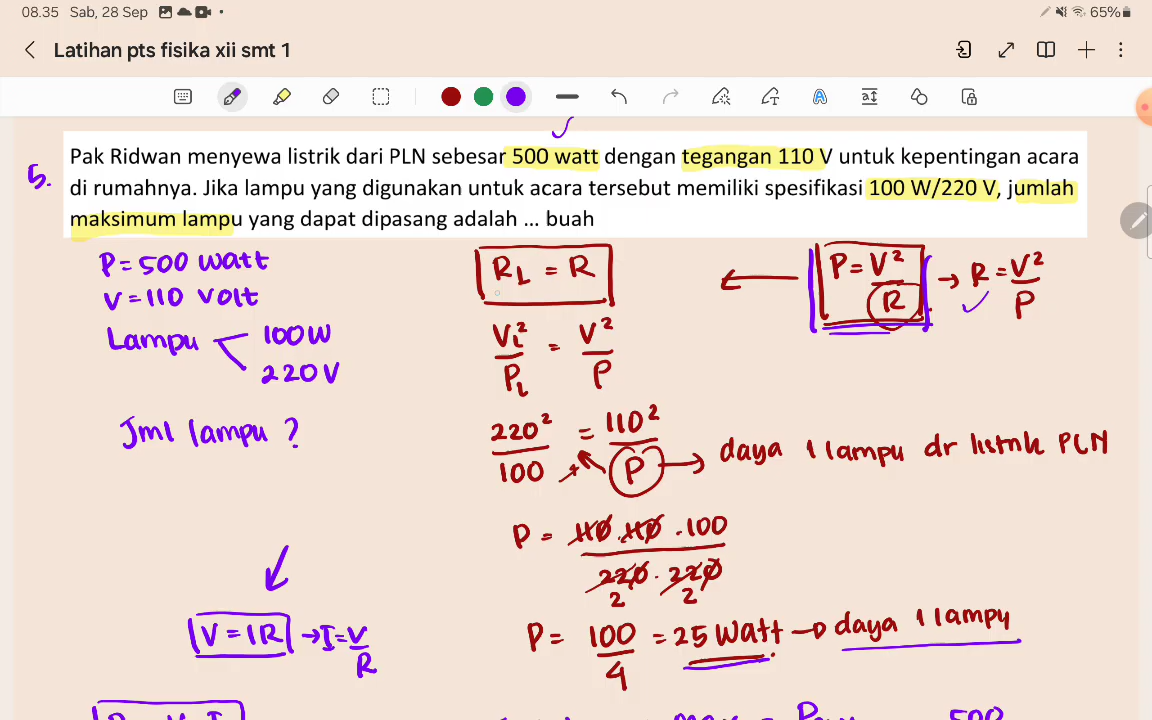 08.35 Sab, 28 Sep 65%
Latihan pts fisika xii smt 1
5.
Pak Ridwan menyewa listrik dari PLN sebesar 500 watt dengan tegangan 110 V untuk kepentingan acara
di rumahnya. Jika lampu yang digunakan untuk acara tersebut memiliki spesifikasi 100 W/220 V, jumlah
maksimum lampu yang dapat dipasang adalah ... buah
P = 500 watt
V = 110 volt
Lampu 100W
220V
Jml lampu ?
V = IR → I = V/R
R_L = R
V_L²/P_L = V²/P
220²/100 = 110²/P → daya 1 lampu dr listrik PLN
P = 110 . 110 . 100 / 220 . 220
2 2
P = 100/4 = 25 Watt → daya 1 lampu
← P = V²/R → R = V²/P
500